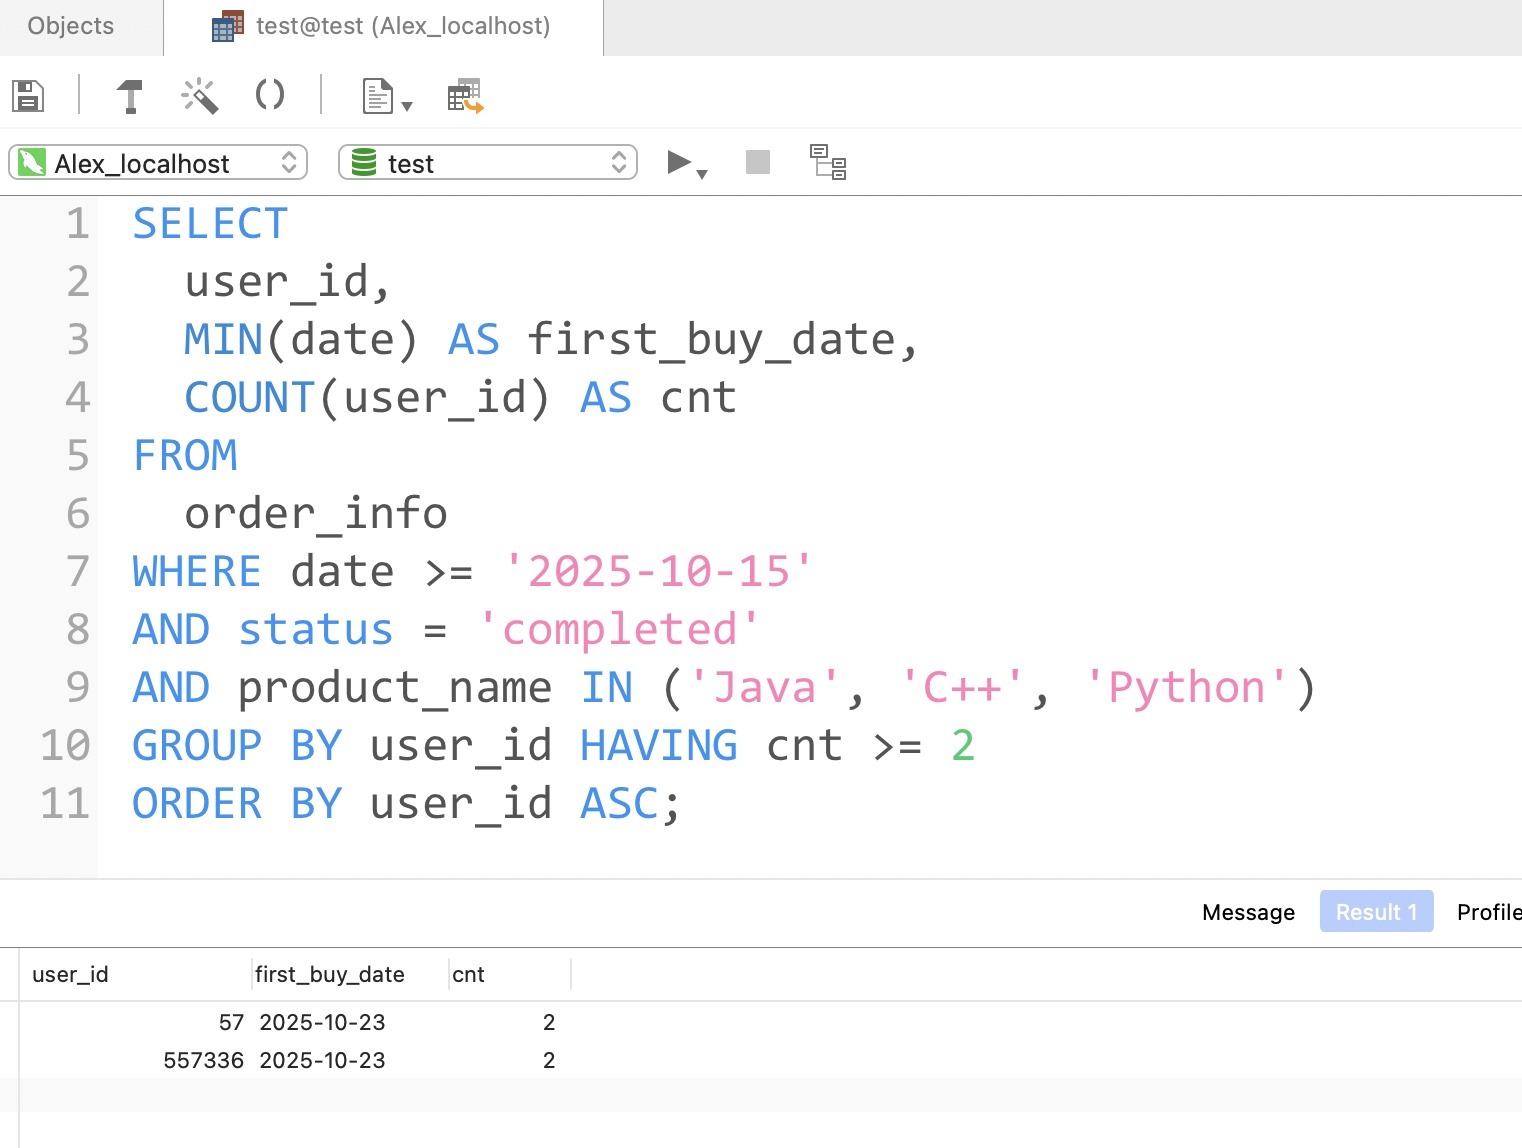 Objects
test@test (Alex_localhost)
Alex_localhost
test
1 SELECT
2 user_id,
3 MIN(date) AS first_buy_date,
4 COUNT(user_id) AS cnt
5 FROM
6 order_info
7 WHERE date >= '2025-10-15'
8 AND status = 'completed'
9 AND product_name IN ('Java', 'C++', 'Python')
10 GROUP BY user_id HAVING cnt >= 2
11 ORDER BY user_id ASC;
Message Result 1 Profile
user_id first_buy_date cnt
57 2025-10-23 2
557336 2025-10-23 2